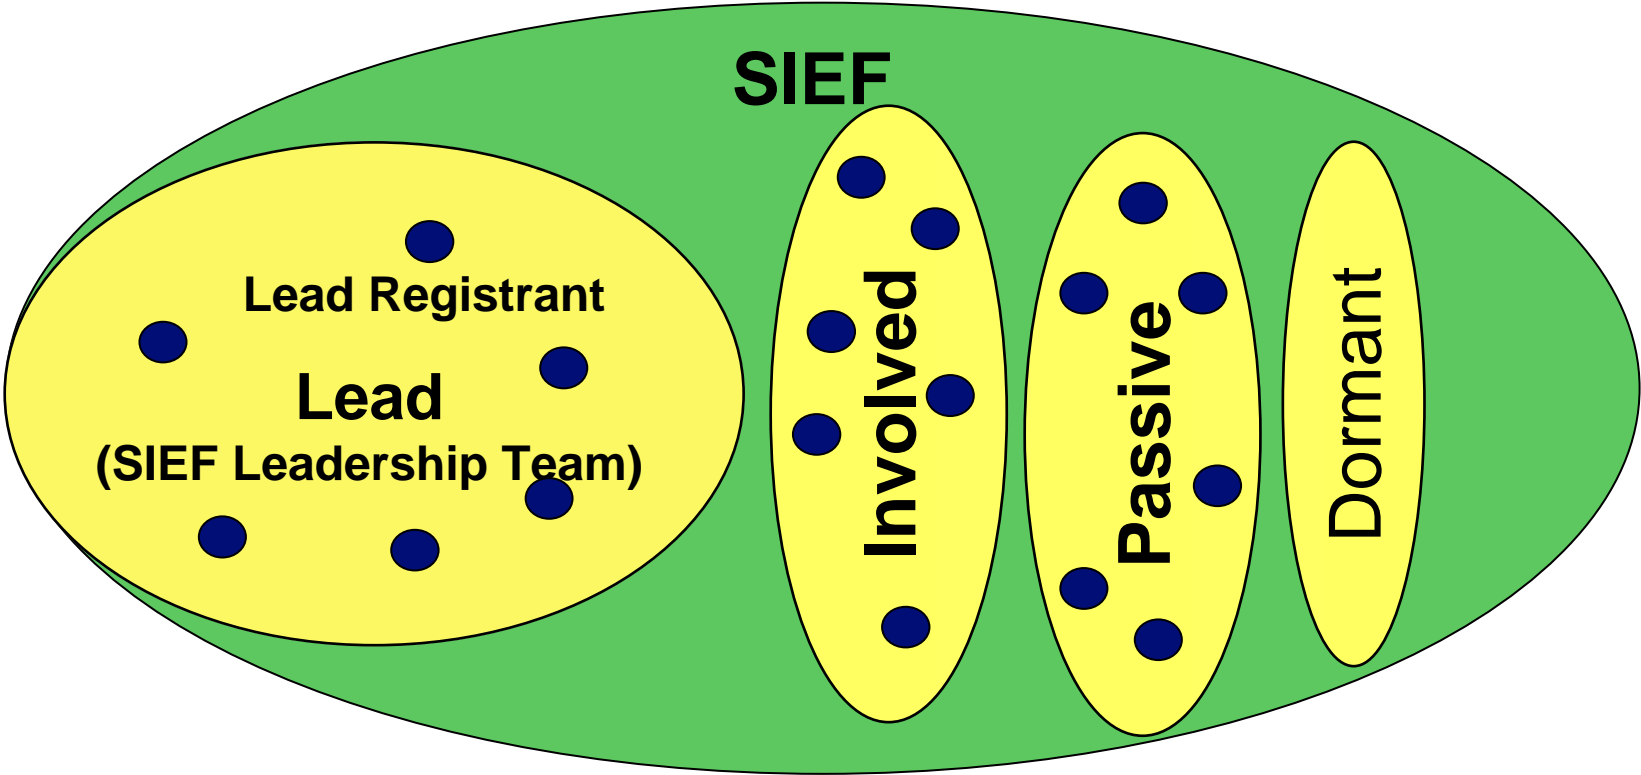 SIEF
Lead Registrant
Lead
(SIEF Leadership Team)
Involved
Passive
Dormant